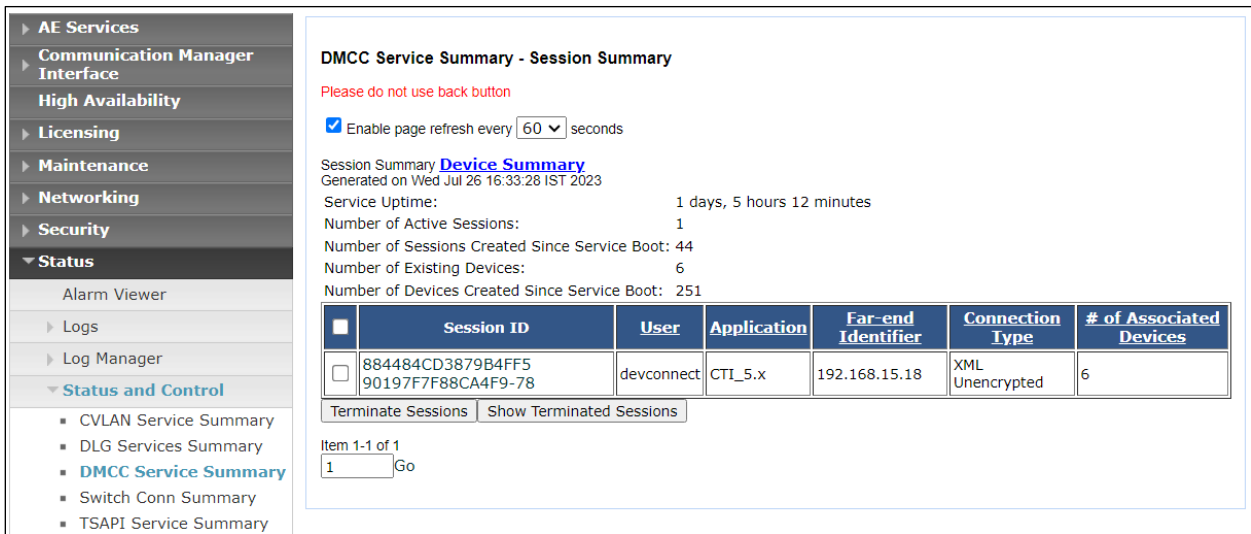 AE Services
Communication Manager
Interface
High Availability
Licensing
Maintenance
Networking
Security
Status
Alarm Viewer
Logs
Log Manager
Status and Control
CVLAN Service Summary
DLG Services Summary
DMCC Service Summary
Switch Conn Summary
TSAPI Service Summary
DMCC Service Summary - Session Summary
Please do not use back button
Enable page refresh every 60 seconds
Session Summary Device Summary
Generated on Wed Jul 26 16:33:28 IST 2023
Service Uptime: 1 days, 5 hours 12 minutes
Number of Active Sessions: 1
Number of Sessions Created Since Service Boot: 44
Number of Existing Devices: 6
Number of Devices Created Since Service Boot: 251
Session ID User Application Far-end Identifier Connection Type # of Associated Devices
884484CD3879B4FF5 devconnect CTI_5.x 192.168.15.18 XML Unencrypted 6
90197F7F88CA4F9-78
Terminate Sessions Show Terminated Sessions
Item 1-1 of 1
1 Go